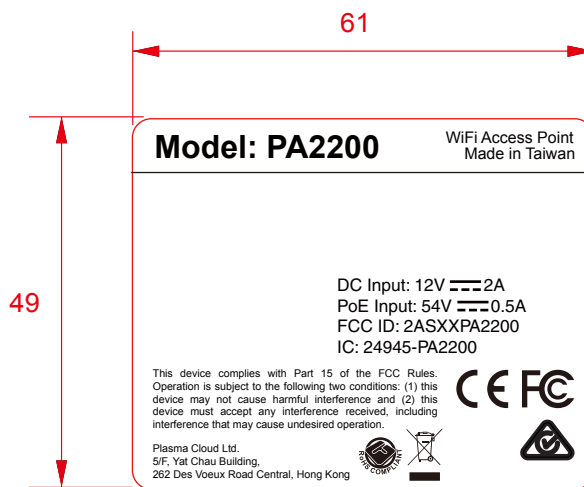 61
Model: PA2200
WiFi Access Point
Made in Taiwan
49
DC Input: 12V 2A
PoE Input: 54V 0.5A
FCC ID: 2ASXXPA2200
IC: 24945-PA2200
This device complies with Part 15 of the FCC Rules.
Operation is subject to the following two conditions: (1) this
device may not cause harmful interference and (2) this
device must accept any interference received, including
interference that may cause undesired operation.
CE FC
Plasma Cloud Ltd.
5/F, Yat Chau Building,
262 Des Voeux Road Central, Hong Kong
RoHS COMPLIANT